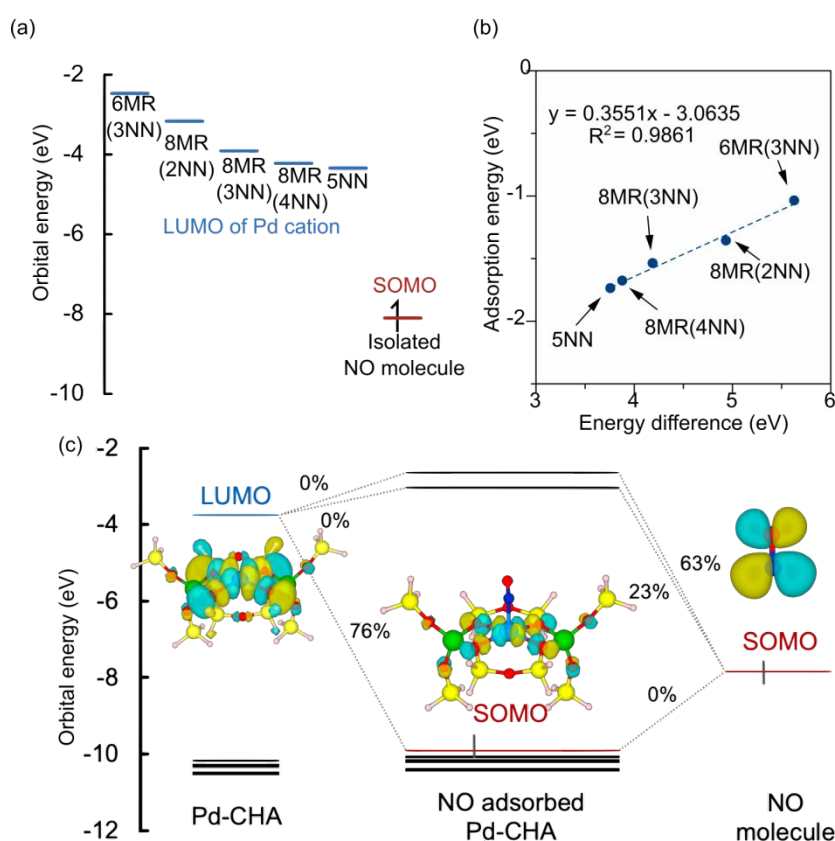 (a)
-2
-4
-6
-8
-10
Orbital energy (eV)
6MR
(3NN)
8MR
(2NN)
8MR
(3NN)
8MR
(4NN)
5NN
LUMO of Pd cation
SOMO
Isolated
NO molecule
(b)
0
-1
-2
Adsorption energy (eV)
y = 0.3551x - 3.0635
R² = 0.9861
6MR(3NN)
8MR(3NN)
8MR(2NN)
5NN
8MR(4NN)
3
4
5
6
Energy difference (eV)
(c)
-2
-4
-6
-8
-10
-12
Orbital energy (eV)
LUMO
0%
0%
76%
63%
23%
0%
SOMO
SOMO
Pd-CHA
NO adsorbed
Pd-CHA
NO
molecule